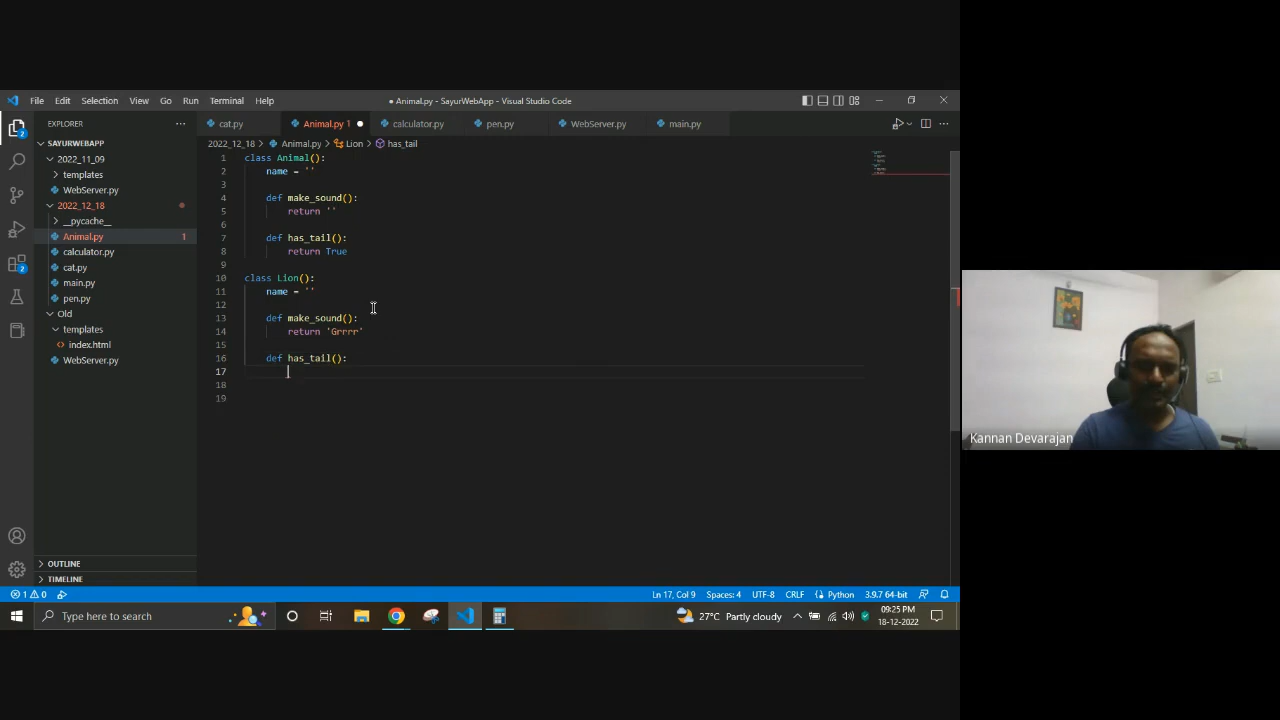 File Edit Selection View Go Run Terminal Help
● Animal.py - SayurWebApp - Visual Studio Code
EXPLORER
cat.py Animal.py 1 calculator.py pen.py WebServer.py main.py
2022_12_18 > Animal.py > Lion > has_tail
SAYURWEBAPP
2022_11_09
templates
WebServer.py
2022_12_18
__pycache__
Animal.py 1
calculator.py
cat.py
main.py
pen.py
Old
templates
index.html
WebServer.py
OUTLINE
TIMELINE
2
2
1 class Animal():
2 name = ''
3
4 def make_sound():
5 return ''
6
7 def has_tail():
8 return True
9
10 class Lion():
11 name = ''
12
13 def make_sound():
14 return 'Grrrr'
15
16 def has_tail():
17
18
19
Kannan Devarajan
1 0
Ln 17, Col 9 Spaces: 4 UTF-8 CRLF Python 3.9.7 64-bit
Type here to search
27°C Partly cloudy
09:25 PM
18-12-2022